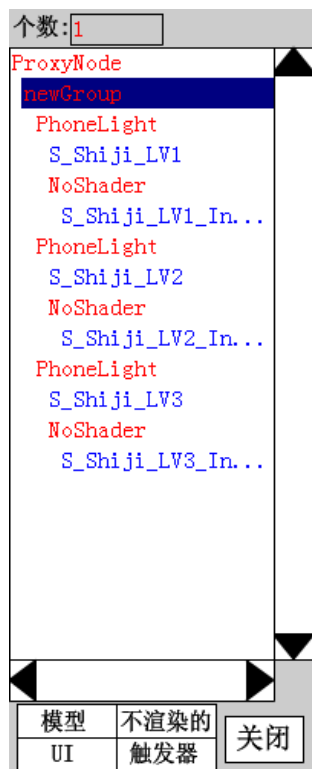 个数:1
ProxyNode
newGroup
PhoneLight
S_Shiji_LV1
NoShader
S_Shiji_LV1_In...
PhoneLight
S_Shiji_LV2
NoShader
S_Shiji_LV2_In...
PhoneLight
S_Shiji_LV3
NoShader
S_Shiji_LV3_In...
模型 不渲染的
UI 触发器
关闭